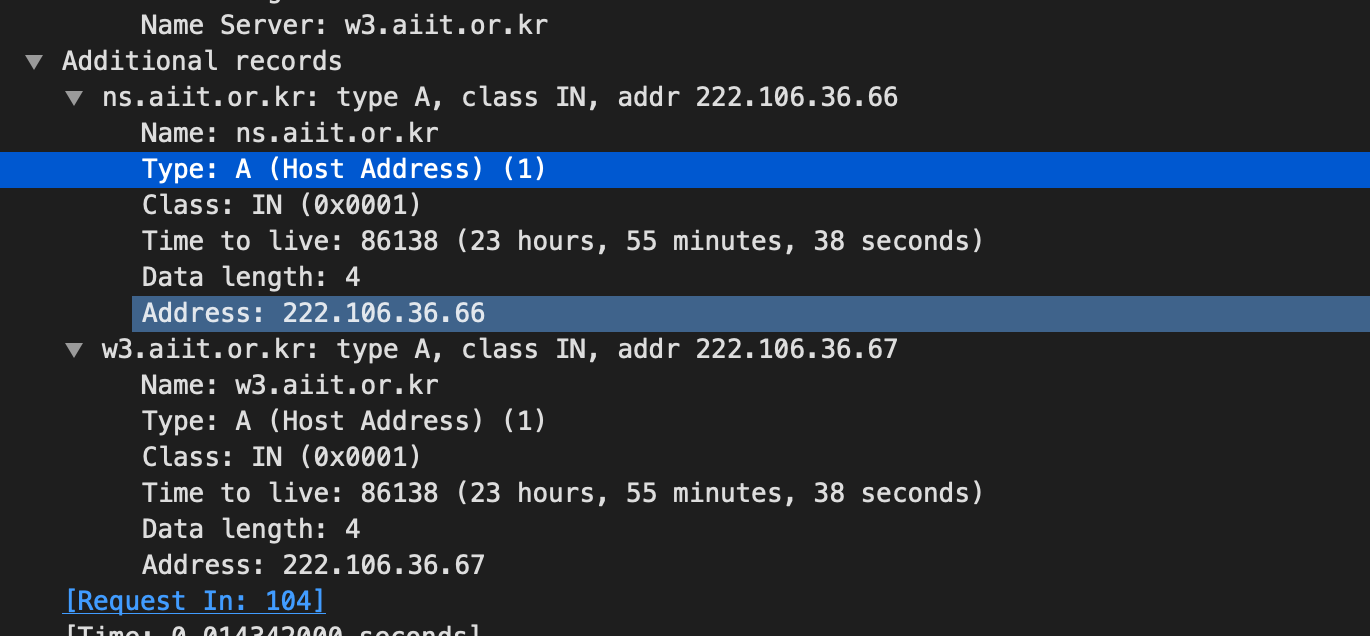 Name Server: w3.aiit.or.kr
Additional records
ns.aiit.or.kr: type A, class IN, addr 222.106.36.66
Name: ns.aiit.or.kr
Type: A (Host Address) (1)
Class: IN (0x0001)
Time to live: 86138 (23 hours, 55 minutes, 38 seconds)
Data length: 4
Address: 222.106.36.66
w3.aiit.or.kr: type A, class IN, addr 222.106.36.67
Name: w3.aiit.or.kr
Type: A (Host Address) (1)
Class: IN (0x0001)
Time to live: 86138 (23 hours, 55 minutes, 38 seconds)
Data length: 4
Address: 222.106.36.67
[Request In: 104]
[Time: 0.014342000 seconds]